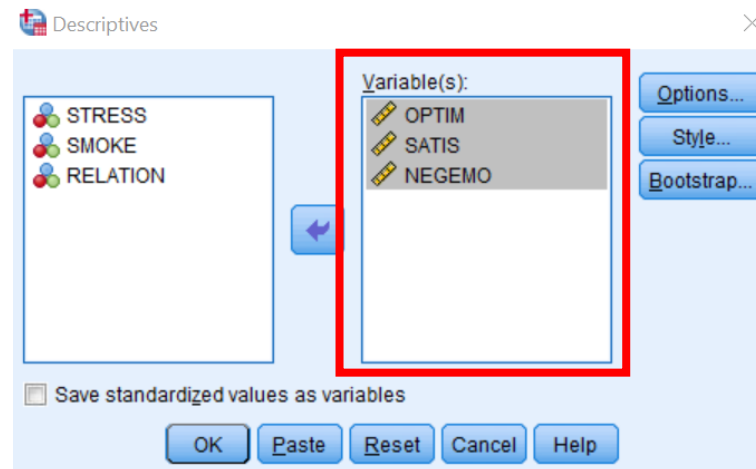 Descriptives
Variable(s):
STRESS
SMOKE
RELATION
OPTIM
SATIS
NEGEMO
Options...
Style...
Bootstrap...
Save standardized values as variables
OK Paste Reset Cancel Help